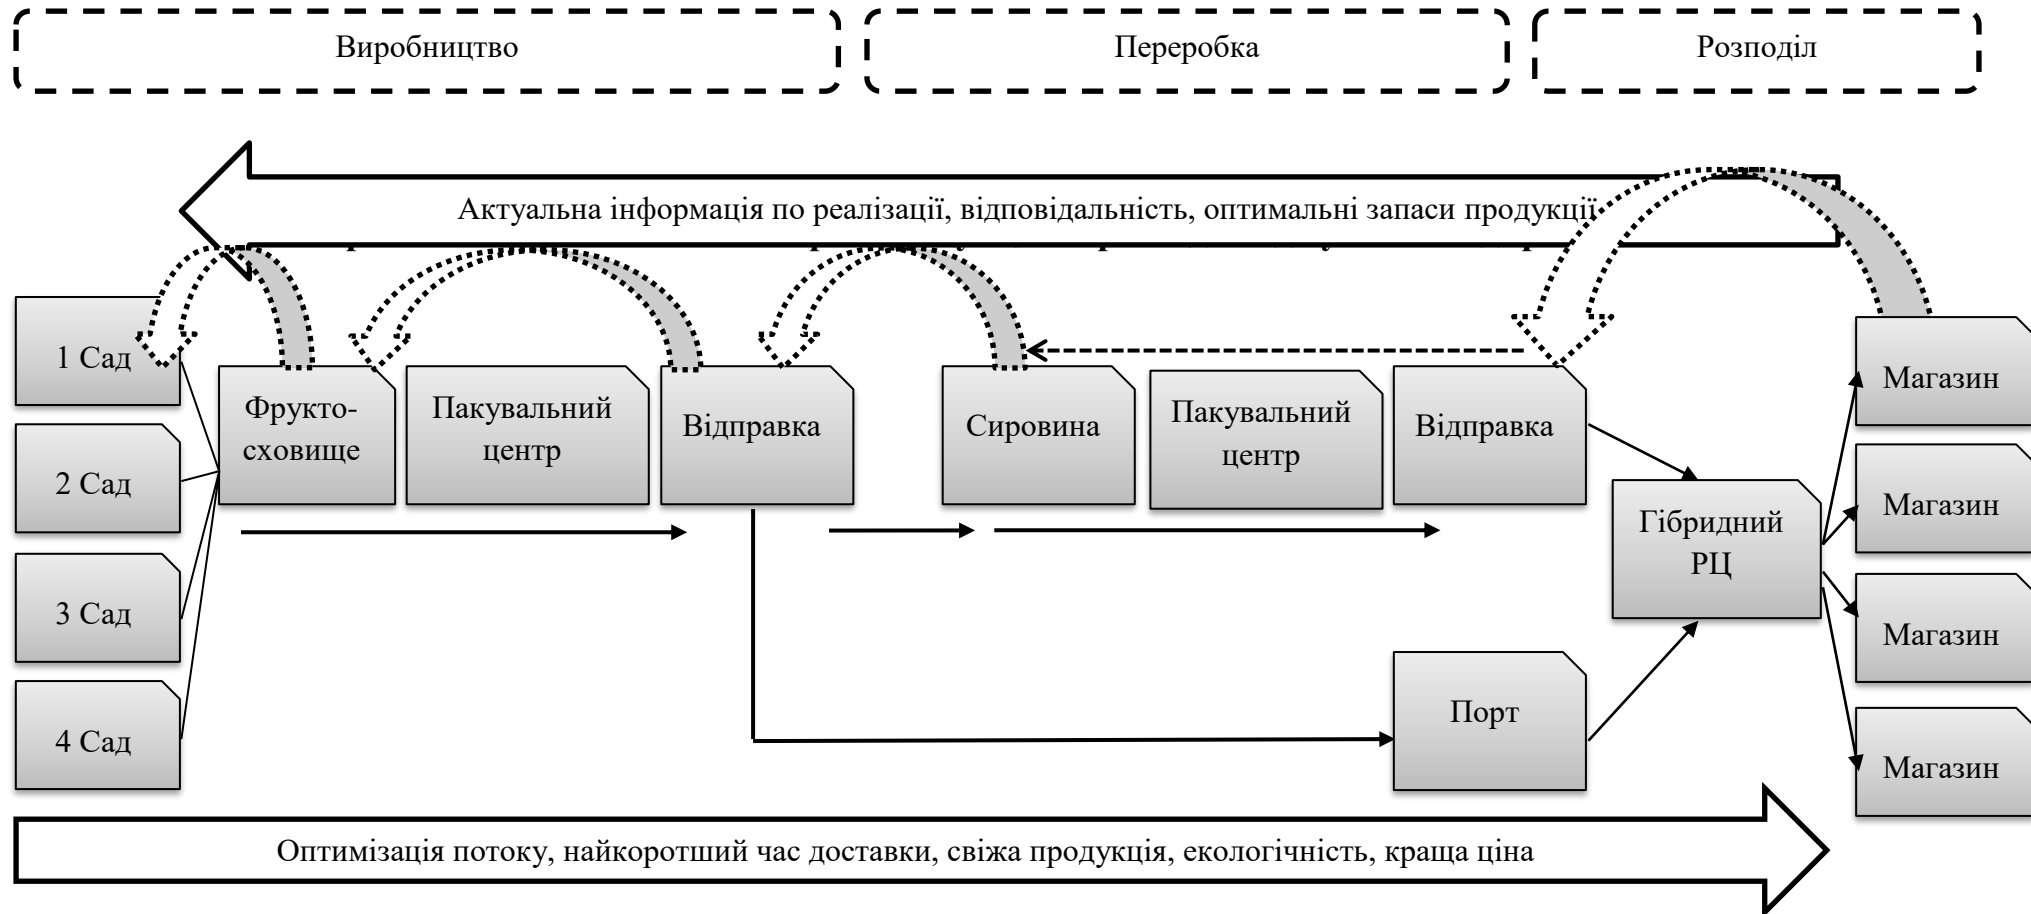 Виробництво
Переробка
Розподіл
Актуальна інформація по реалізації, відповідальність, оптимальні запаси продукції
1 Сад
2 Сад
3 Сад
4 Сад
Фрукто-
сховище
Пакувальний
центр
Відправка
Сировина
Пакувальний
центр
Відправка
Гібридний
РЦ
Порт
Магазин
Магазин
Магазин
Магазин
Оптимізація потоку, найкоротший час доставки, свіжа продукція, екологічність, краща ціна